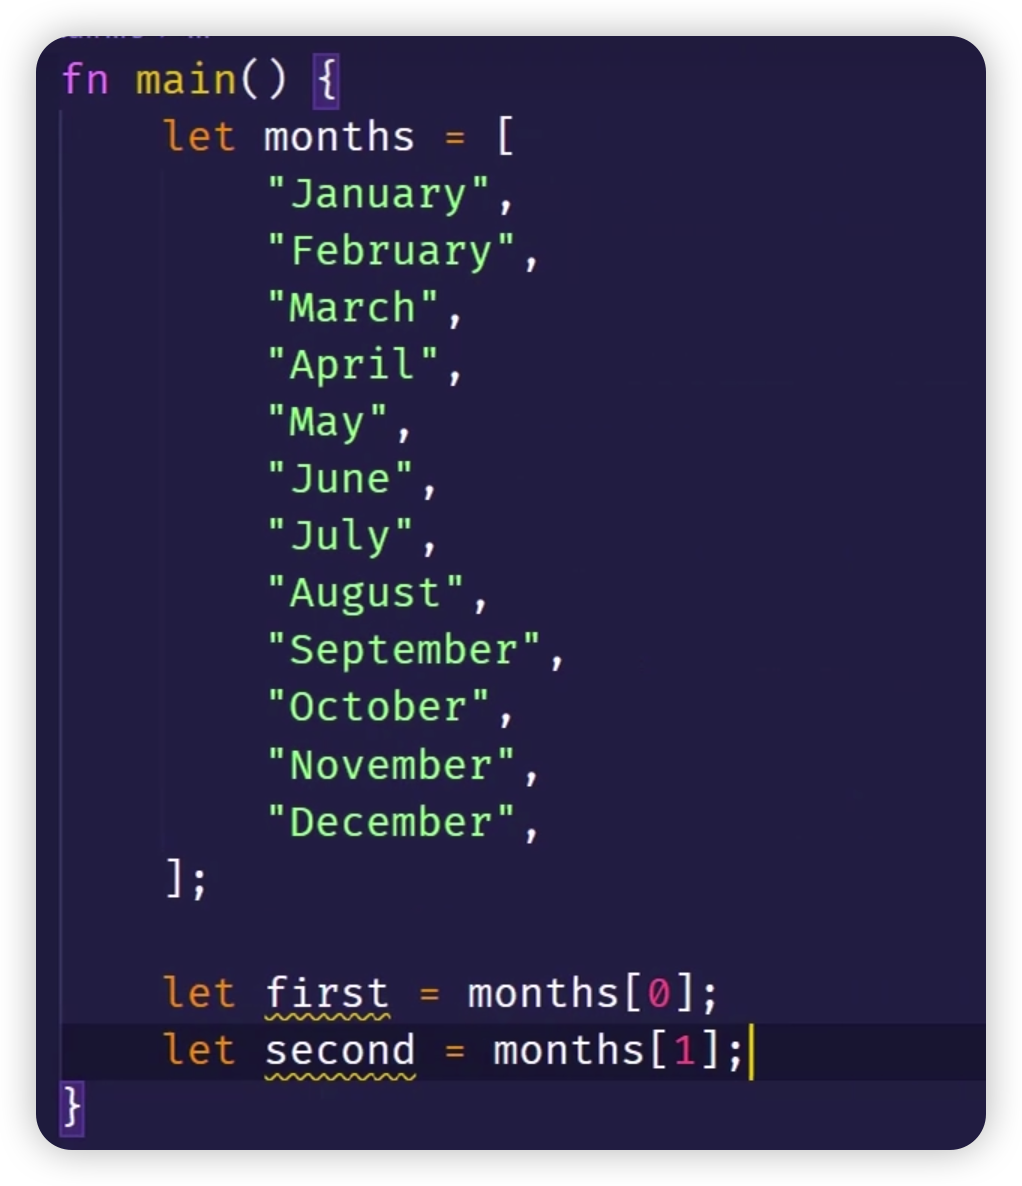 fn main() {
    let months = [
        "January",
        "February",
        "March",
        "April",
        "May",
        "June",
        "July",
        "August",
        "September",
        "October",
        "November",
        "December",
    ];

    let first = months[0];
    let second = months[1];
}